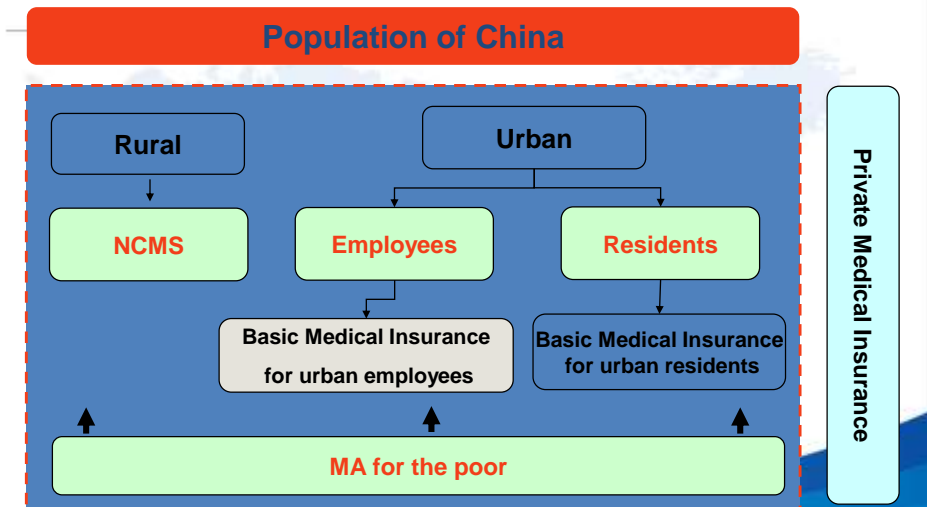 Population of China
Rural
Urban
NCMS
Employees
Residents
Basic Medical Insurance
for urban employees
Basic Medical Insurance
for urban residents
MA for the poor
Private Medical Insurance